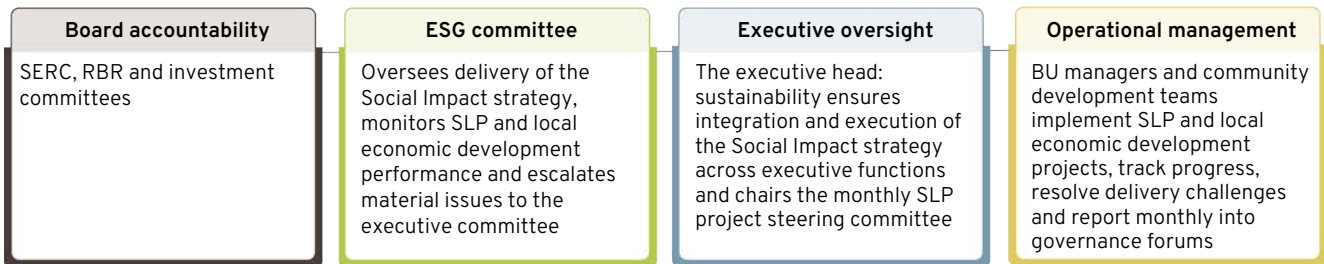 Board accountability
SERC, RBR and investment
committees
ESG committee
Oversees delivery of the
Social Impact strategy,
monitors SLP and local
economic development
performance and escalates
material issues to the
executive committee
Executive oversight
The executive head:
sustainability ensures
integration and execution of
the Social Impact strategy
across executive functions
and chairs the monthly SLP
project steering committee
Operational management
BU managers and community
development teams
implement SLP and local
economic development
projects, track progress,
resolve delivery challenges
and report monthly into
governance forums